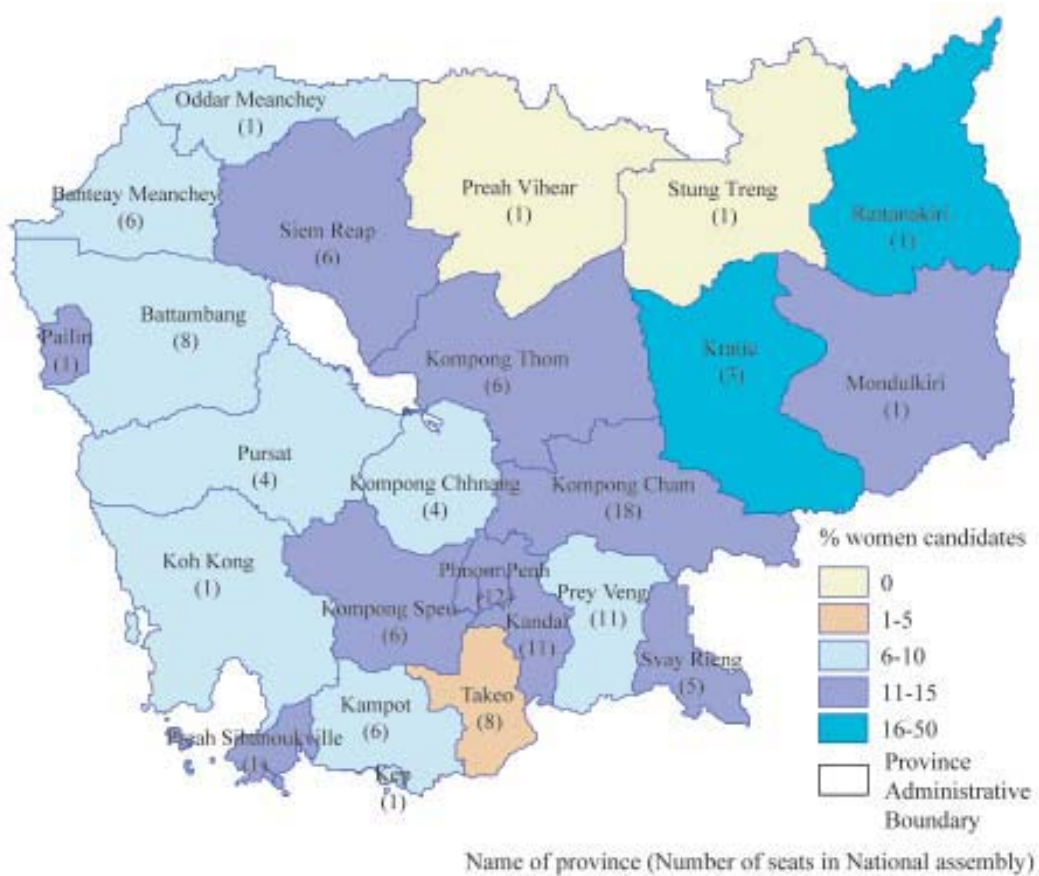 Oddar Meanchey
(1)
Banteay Meanchey
(6)
Siem Reap
(6)
Preah Vihear
(1)
Stung Treng
(1)
Rattanakiri
(1)
Battambang
(8)
Pailin
(1)
Kompong Thom
(6)
Kratie
(3)
Mondulkiri
(1)
Pursat
(4)
Kompong Chhnang
(4)
Kompong Cham
(18)
Koh Kong
(1)
Kompong Speu
(6)
Phnom Penh
(12)
Kandal
(11)
Prey Veng
(11)
Svay Rieng
(5)
Takeo
(8)
Kampot
(6)
Preah Sihanoukville
(1)
Kep
(1)
% women candidates
0
1-5
6-10
11-15
16-50
Province
Administrative
Boundary
Name of province (Number of seats in National assembly)